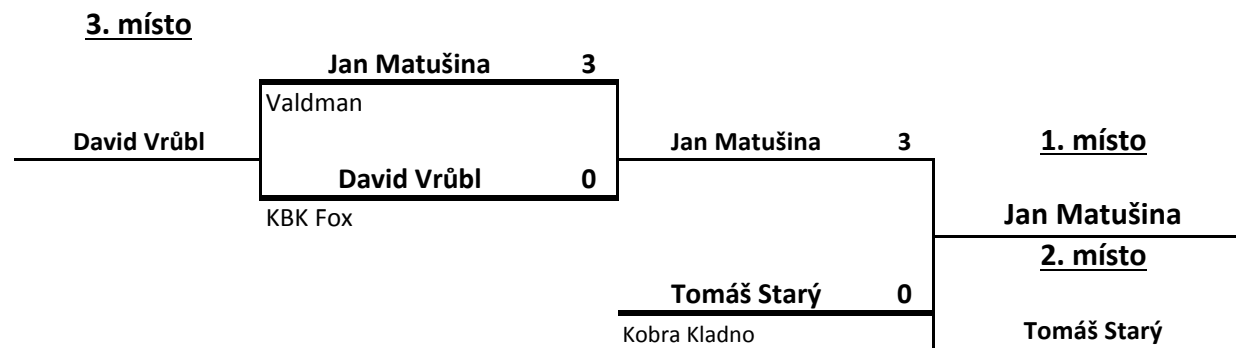 3. místo
Jan Matušina 3
Valdman
David Vrůbl
Jan Matušina 3
1. místo
David Vrůbl 0
KBK Fox
Jan Matušina
2. místo
Tomáš Starý 0
Kobra Kladno
Tomáš Starý